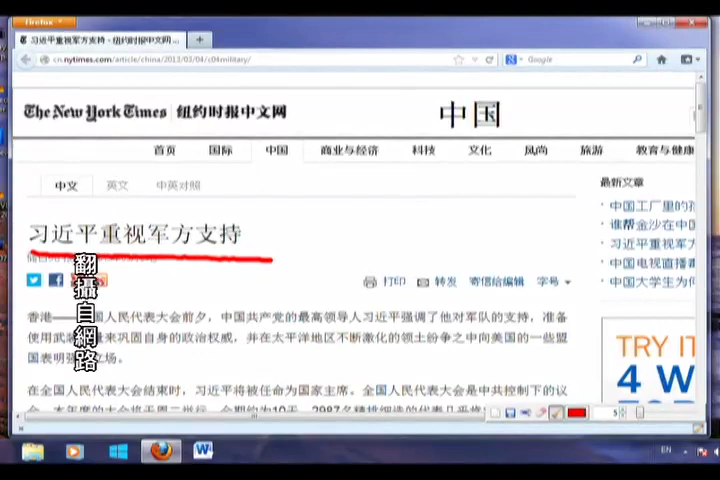 Firefox
习近平重视军方支持 - 纽约时报中文网...
cn.nytimes.com/article/china/2013/03/04/c04military/
Google
The New York Times 纽约时报中文网
中国
首页 国际 中国 商业与经济 科技 文化 风尚 旅游 教育与健康
中文 英文 中英对照
最新文章
习近平重视军方支持
中国工厂里的
谁帮金沙在中国
习近平重视军方
中国电视直播
中国大学生为何
打印 转发 寄信给编辑 字号
翻攝自網路
人民代表大会前夕，中国共产党的最高领导人习近平强调了他对军队的支持，准备
来巩固自身的政治权威，并在太平洋地区不断激化的领土纷争之中向美国的一些盟
国表明 立场。
在全国人民代表大会结束时，习近平将被任命为国家主席。全国人民代表大会是中共控制下的议
TRY IT
4 W
5
EN